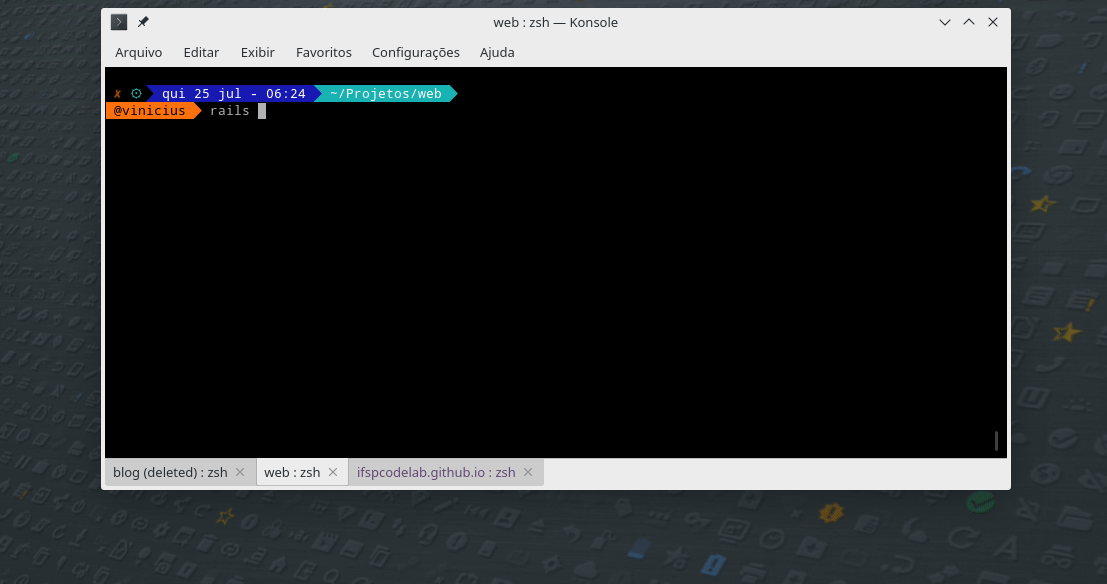 web : zsh — Konsole
Arquivo Editar Exibir Favoritos Configurações Ajuda
✗ ⚙ qui 25 jul - 06:24 ~/Projetos/web
@vinicius rails
blog (deleted) : zsh web : zsh ifspcodelab.github.io : zsh